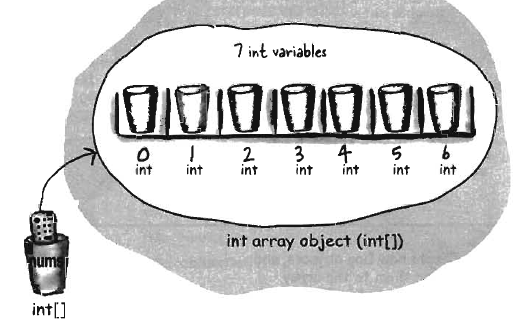 7 int variables
0 1 2 3 4 5 6
int int int int int int int
int array object (int[])
nums
int[]